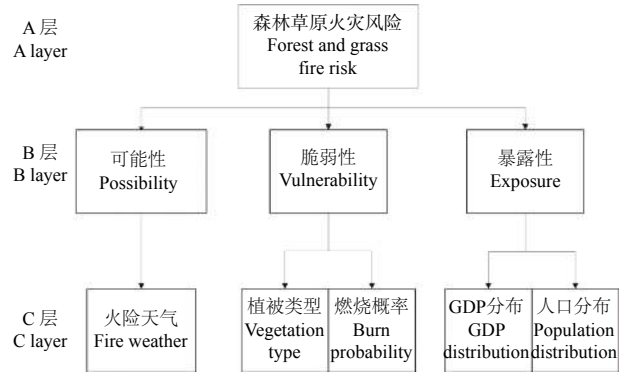 A 层
A layer
森林草原火灾风险
Forest and grass
fire risk
B 层
B layer
可能性
Possibility
脆弱性
Vulnerability
暴露性
Exposure
C 层
C layer
火险天气
Fire weather
植被类型
Vegetation
type
燃烧概率
Burn
probability
GDP分布
GDP
distribution
人口分布
Population
distribution